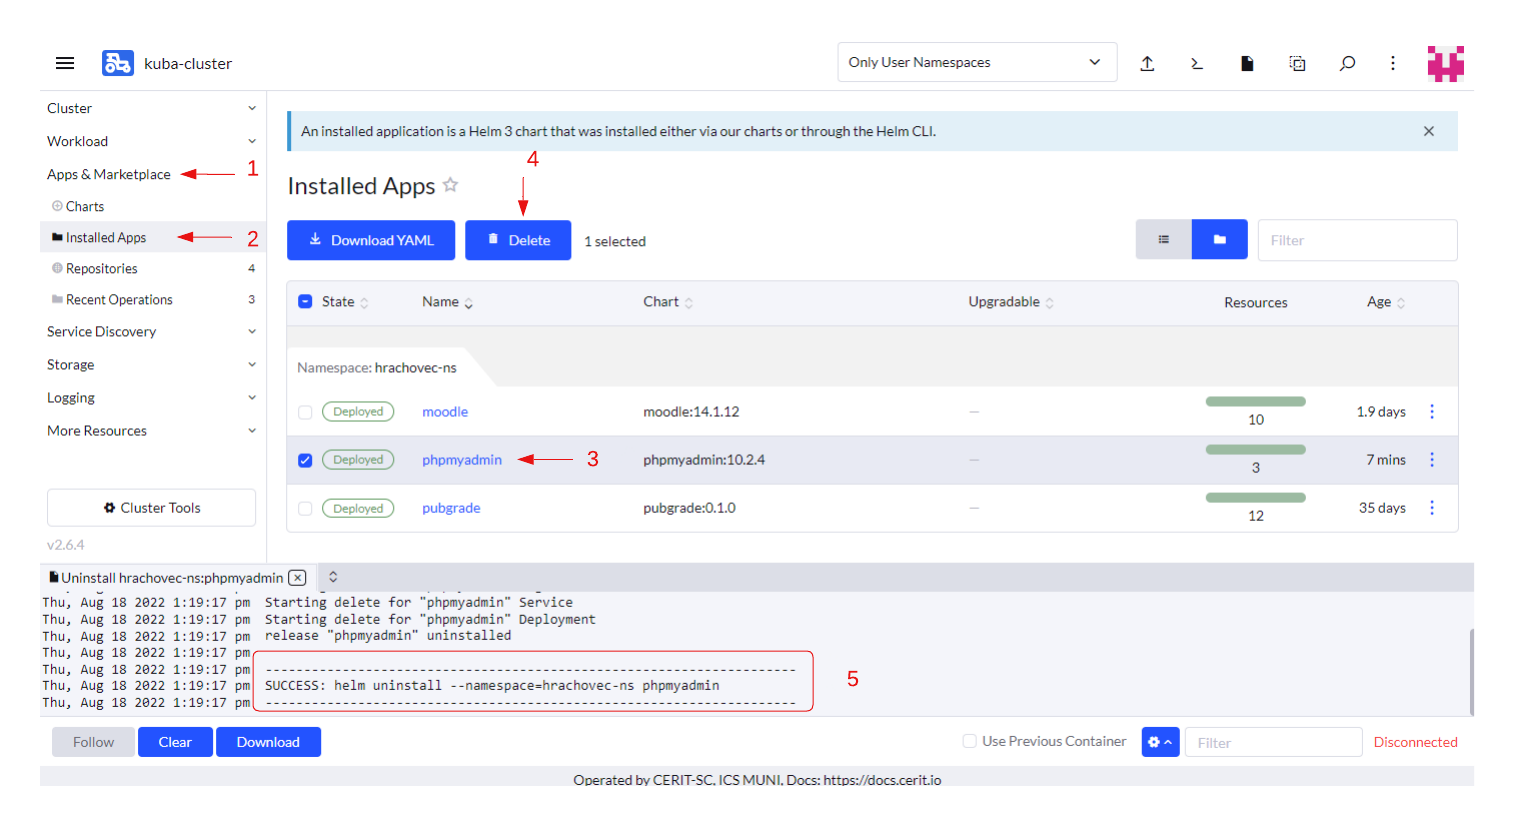 kuba-cluster
Only User Namespaces
Cluster
Workload
Apps & Marketplace
1
Charts
Installed Apps
2
Repositories 4
Recent Operations 3
Service Discovery
Storage
Logging
More Resources
Cluster Tools
v2.6.4
An installed application is a Helm 3 chart that was installed either via our charts or through the Helm CLI.
4
Installed Apps
Download YAML Delete 1 selected
Filter
State Name Chart Upgradable Resources Age
Namespace: hrachovec-ns
Deployed moodle moodle:14.1.12 — 10 1.9 days
Deployed phpmyadmin 3 phpmyadmin:10.2.4 — 3 7 mins
Deployed pubgrade pubgrade:0.1.0 — 12 35 days
Uninstall hrachovec-ns:phpmyadmin
Thu, Aug 18 2022 1:19:17 pm Starting delete for "phpmyadmin" Service
Thu, Aug 18 2022 1:19:17 pm Starting delete for "phpmyadmin" Deployment
Thu, Aug 18 2022 1:19:17 pm release "phpmyadmin" uninstalled
Thu, Aug 18 2022 1:19:17 pm
Thu, Aug 18 2022 1:19:17 pm ---------------------------------------------------------------------
Thu, Aug 18 2022 1:19:17 pm SUCCESS: helm uninstall --namespace=hrachovec-ns phpmyadmin
Thu, Aug 18 2022 1:19:17 pm ---------------------------------------------------------------------
5
Follow Clear Download Use Previous Container Filter Disconnected
Operated by CERIT-SC, ICS MUNI, Docs: https://docs.cerit.io